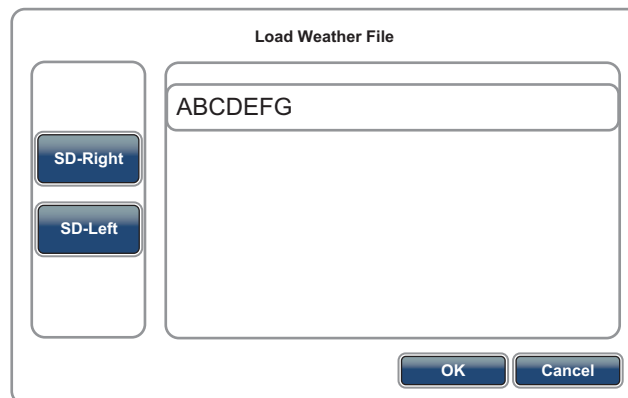 Load Weather File
ABCDEFG
SD-Right
SD-Left
OK
Cancel